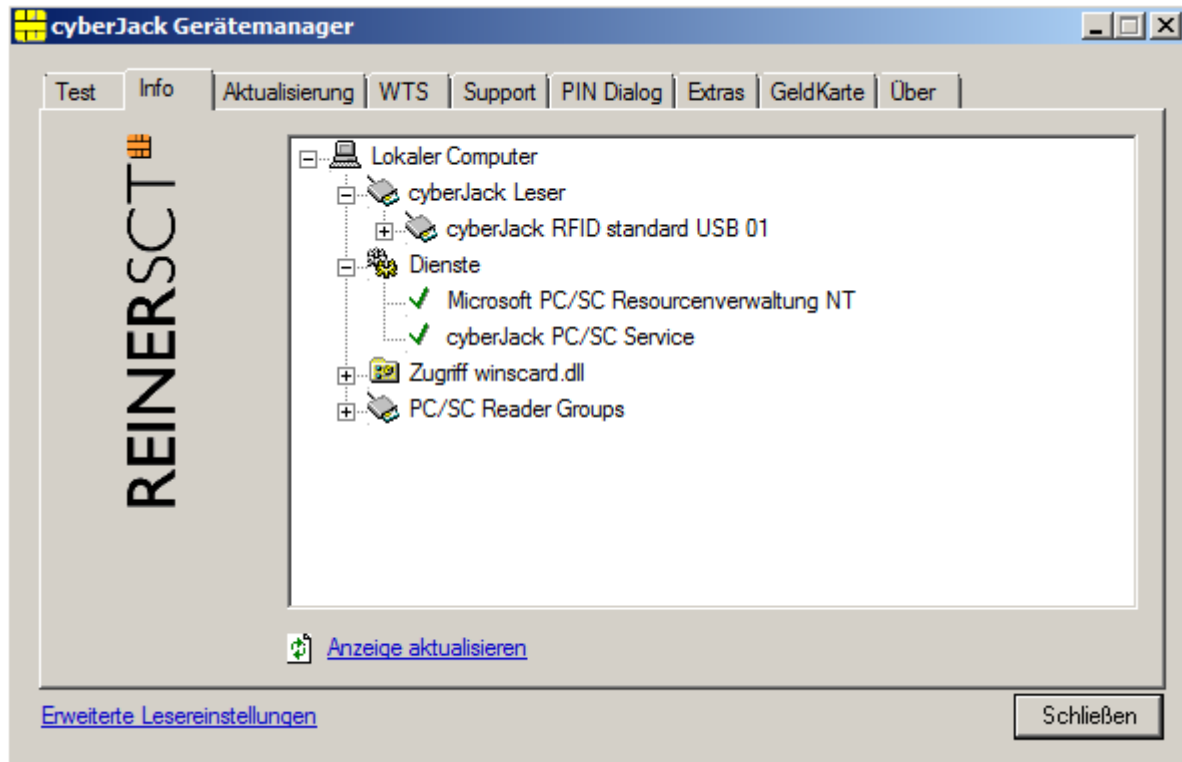 cyberJack Gerätemanager
Test Info Aktualisierung WTS Support PIN Dialog Extras GeldKarte Über
REINERSCT
Lokaler Computer
cyberJack Leser
cyberJack RFID standard USB 01
Dienste
Microsoft PC/SC Resourcenverwaltung NT
cyberJack PC/SC Service
Zugriff winscard.dll
PC/SC Reader Groups
Anzeige aktualisieren
Erweiterte Lesereinstellungen
Schließen